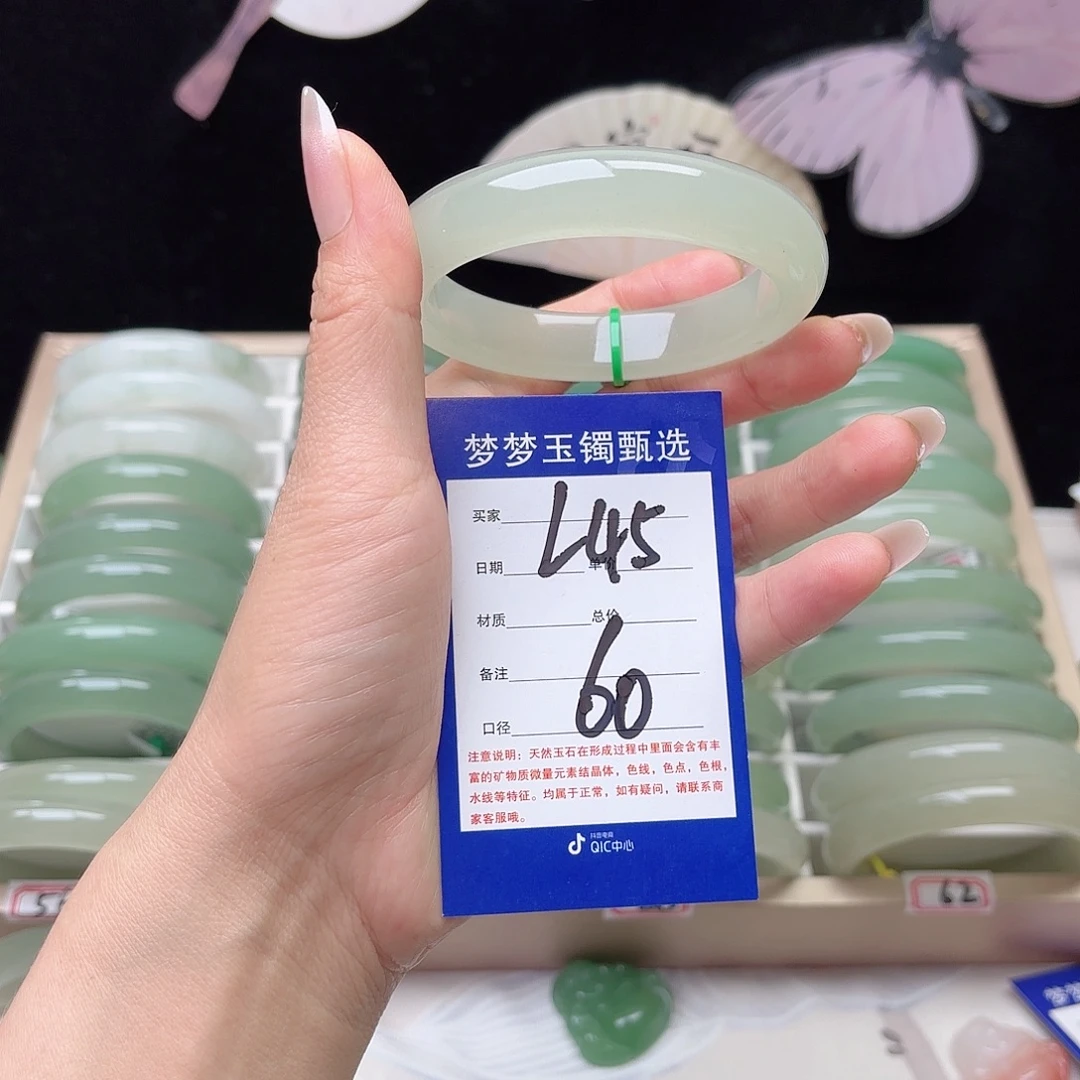 梦梦玉镯甄选
买家
L45
日期 单价
材质 总价
备注
60
口径
注意说明：天然玉石在形成过程中里面会含有丰
富的矿物质微量元素结晶体，色线，色点，色根，
水线等特征。均属于正常，如有疑问，请联系商
家客服哦。
抖音电商
QIC中心
62